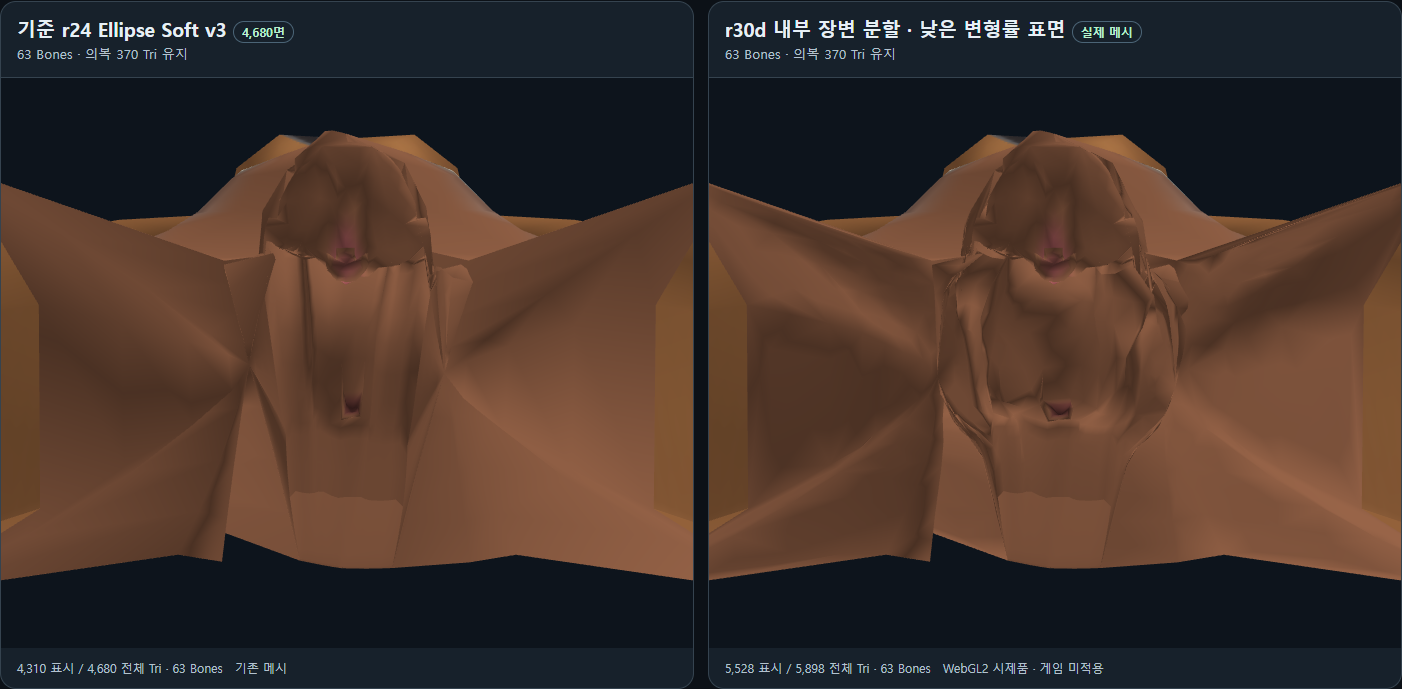 기준 r24 Ellipse Soft v3 4,680면
63 Bones · 의복 370 Tri 유지
4,310 표시 / 4,680 전체 Tri · 63 Bones 기존 메시
r30d 내부 장변 분할 · 낮은 변형률 표면 실제 메시
63 Bones · 의복 370 Tri 유지
5,528 표시 / 5,898 전체 Tri · 63 Bones WebGL2 시제품 · 게임 미적용